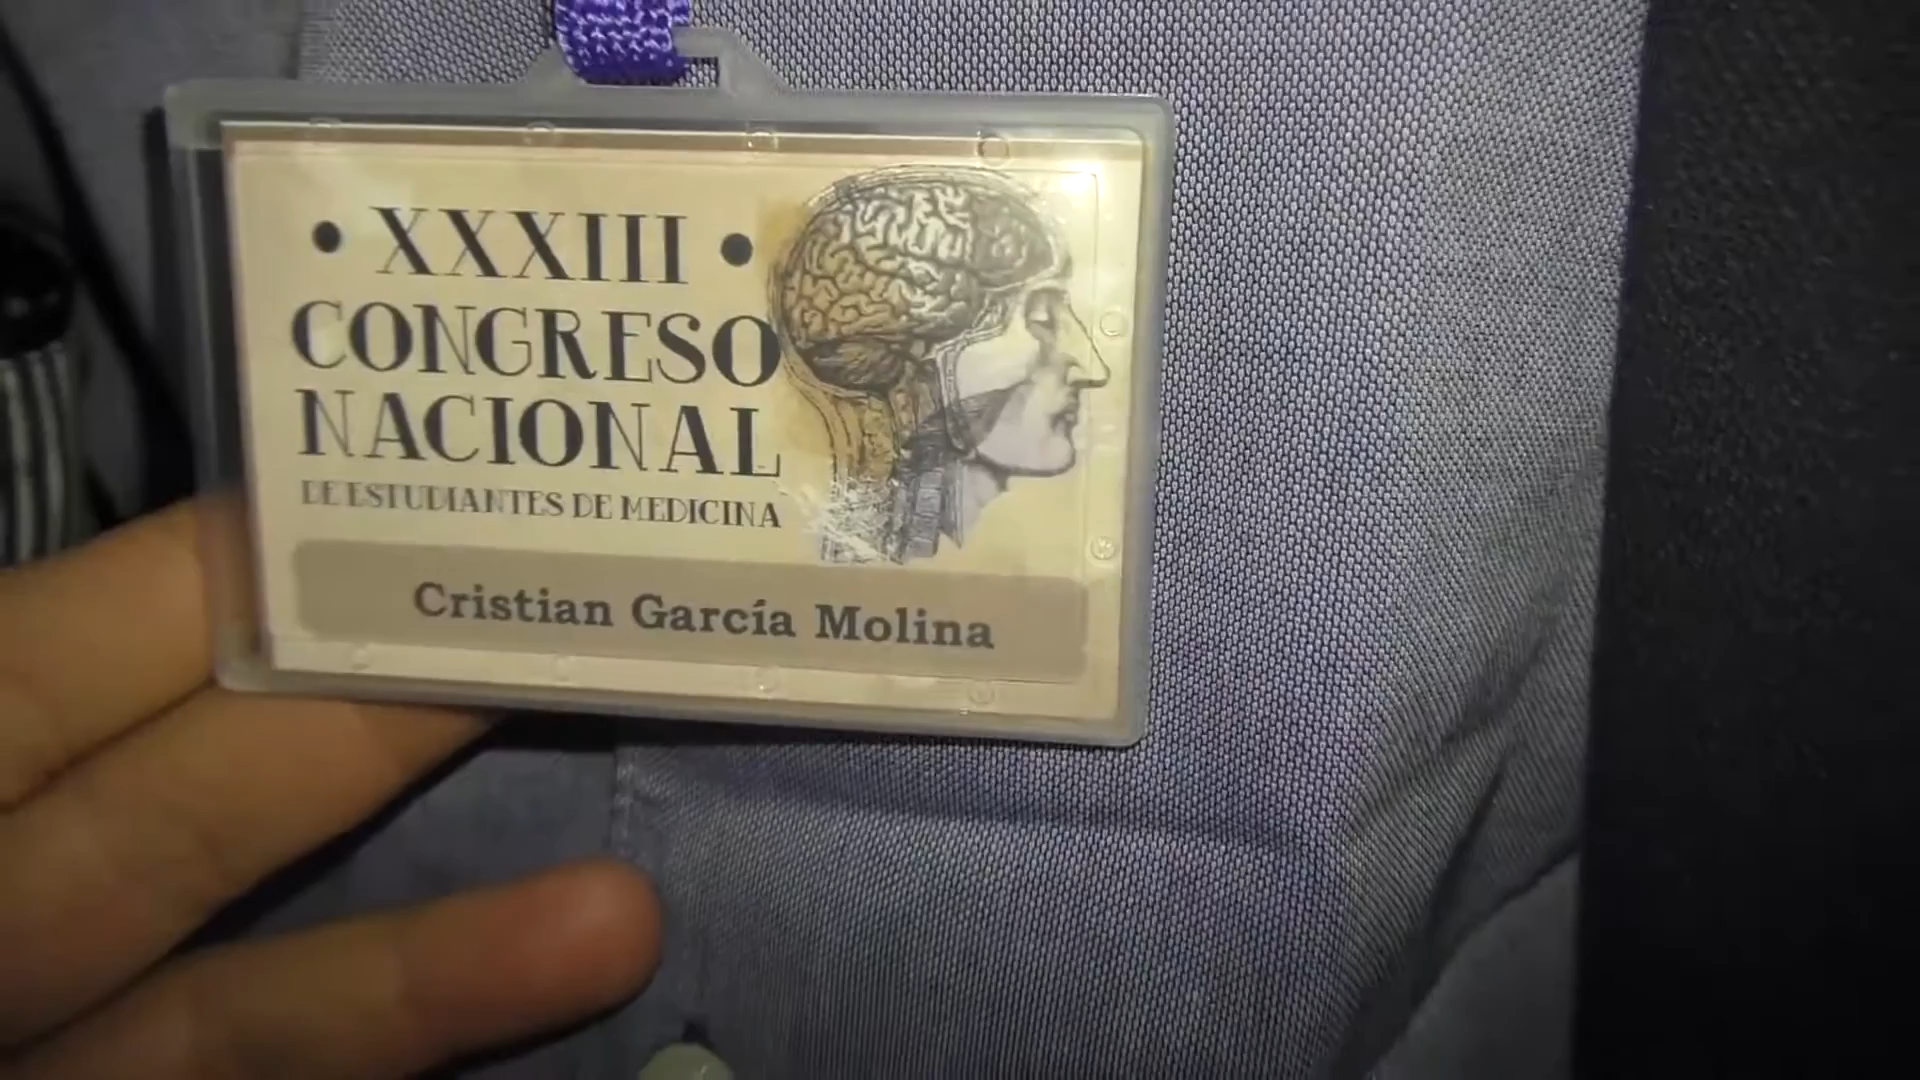 • XXXIII •
CONGRESO
NACIONAL
DE ESTUDIANTES DE MEDICINA
Cristian García Molina